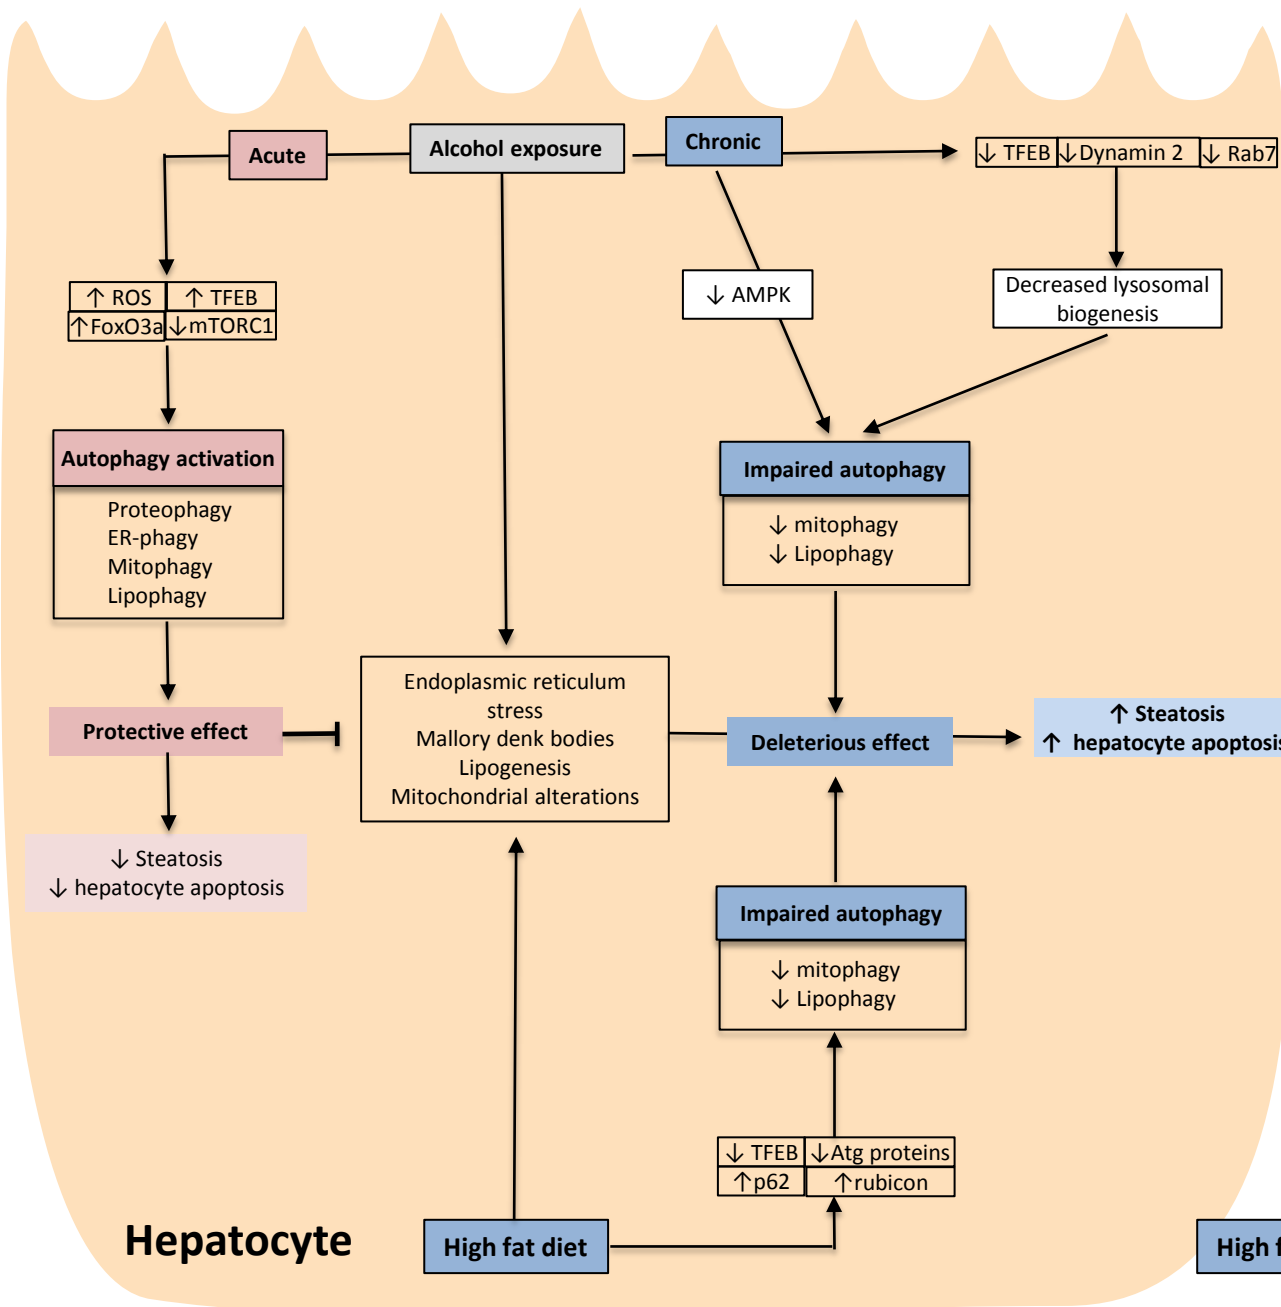 Acute
Alcohol exposure
Chronic
↓ TFEB ↓Dynamin 2 ↓ Rab7
↑ ROS ↑ TFEB
↑FoxO3a ↓mTORC1
↓ AMPK
Decreased lysosomal
biogenesis
Autophagy activation
Proteophagy
ER-phagy
Mitophagy
Lipophagy
Impaired autophagy
↓ mitophagy
↓ Lipophagy
Protective effect
Endoplasmic reticulum
stress
Mallory denk bodies
Lipogenesis
Mitochondrial alterations
Deleterious effect
↑ Steatosis
↑ hepatocyte apoptosis
↓ Steatosis
↓ hepatocyte apoptosis
Impaired autophagy
↓ mitophagy
↓ Lipophagy
↓ TFEB ↓Atg proteins
↑p62 ↑rubicon
Hepatocyte
High fat diet
High f